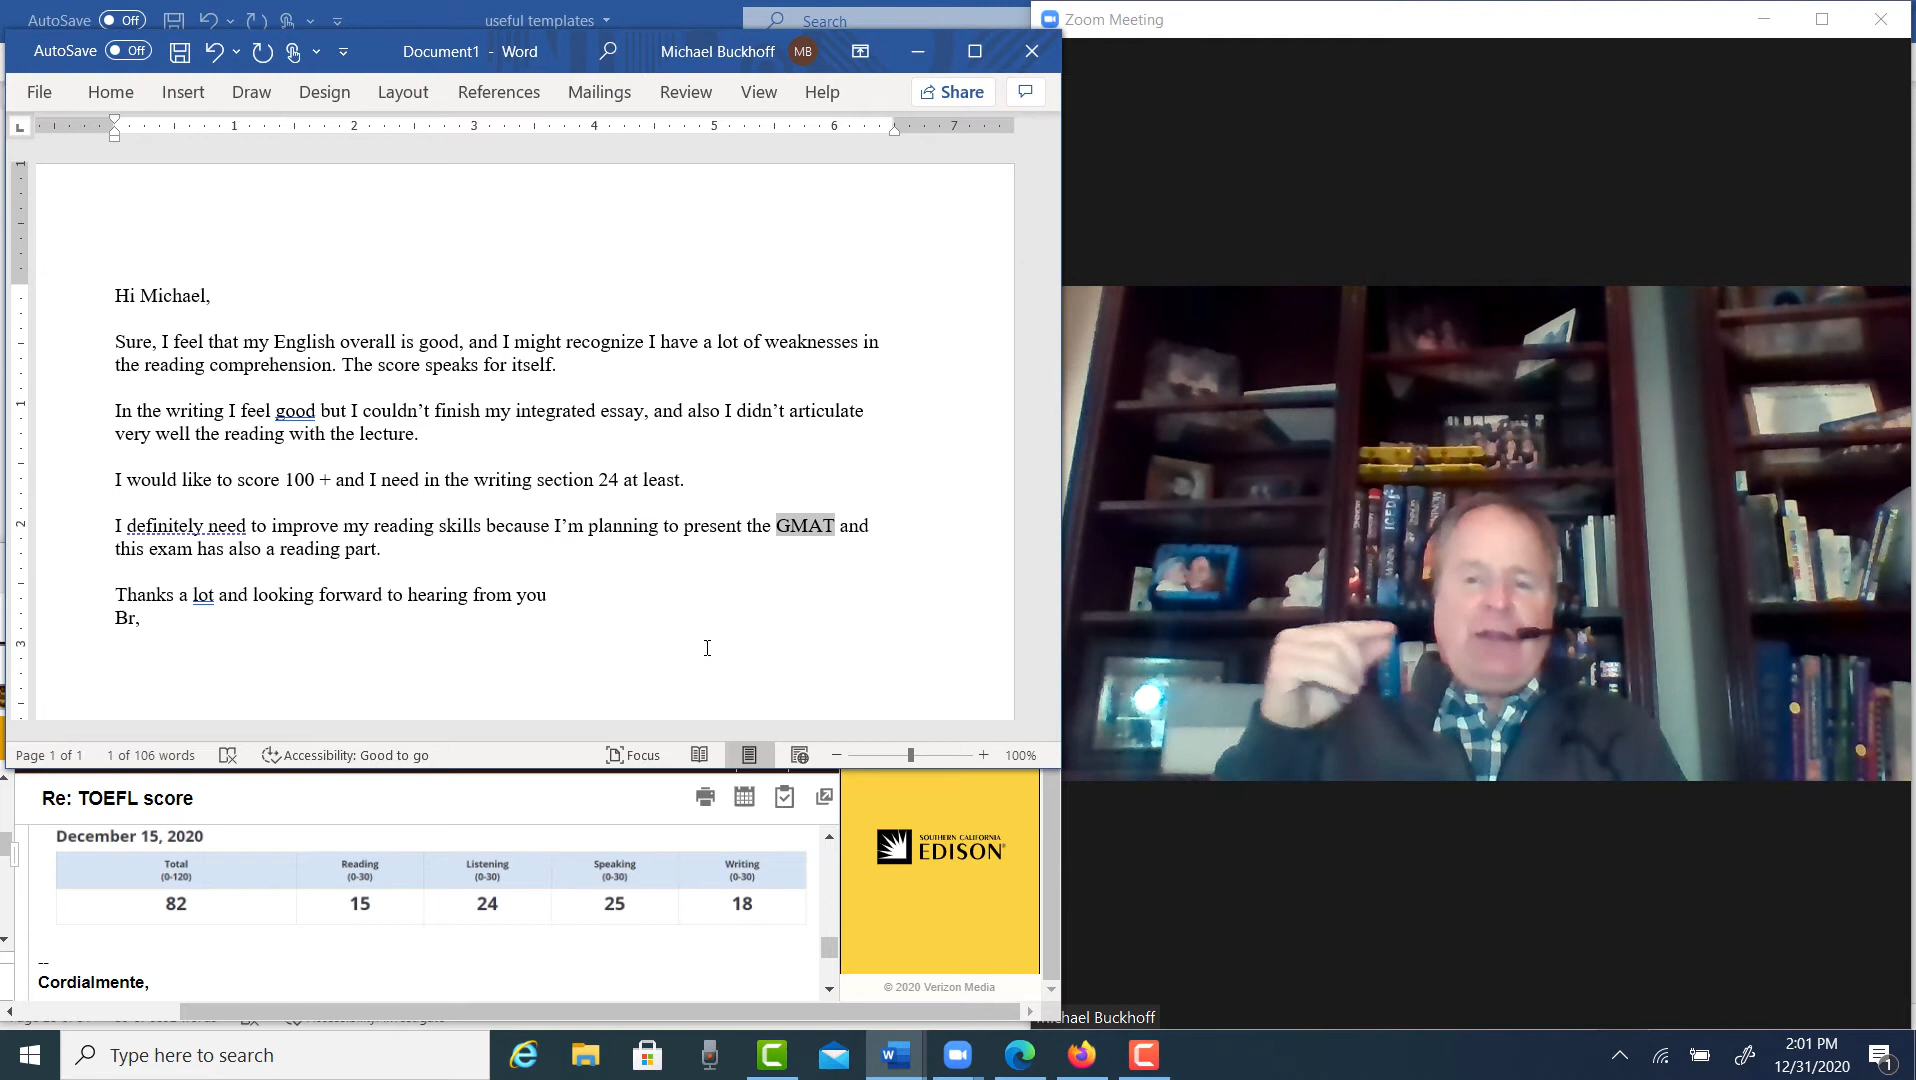 AutoSave Off
useful templates
Search
Zoom Meeting
AutoSave Off
Document1 - Word
Michael Buckhoff MB
File Home Insert Draw Design Layout References Mailings Review View Help Share
1 2 3 4 5 6 7
Hi Michael,
Sure, I feel that my English overall is good, and I might recognize I have a lot of weaknesses in
the reading comprehension. The score speaks for itself.
In the writing I feel good but I couldn’t finish my integrated essay, and also I didn’t articulate
very well the reading with the lecture.
I would like to score 100 + and I need in the writing section 24 at least.
I definitely need to improve my reading skills because I’m planning to present the GMAT and
this exam has also a reading part.
Thanks a lot and looking forward to hearing from you
Br,
Page 1 of 1 1 of 106 words Accessibility: Good to go Focus 100%
Re: TOEFL score
December 15, 2020
Total Reading Listening Speaking Writing
(0-120) (0-30) (0-30) (0-30) (0-30)
82 15 24 25 18
--
Cordialmente,
SOUTHERN CALIFORNIA
EDISON
© 2020 Verizon Media
Michael Buckhoff
Type here to search
2:01 PM
12/31/2020
1